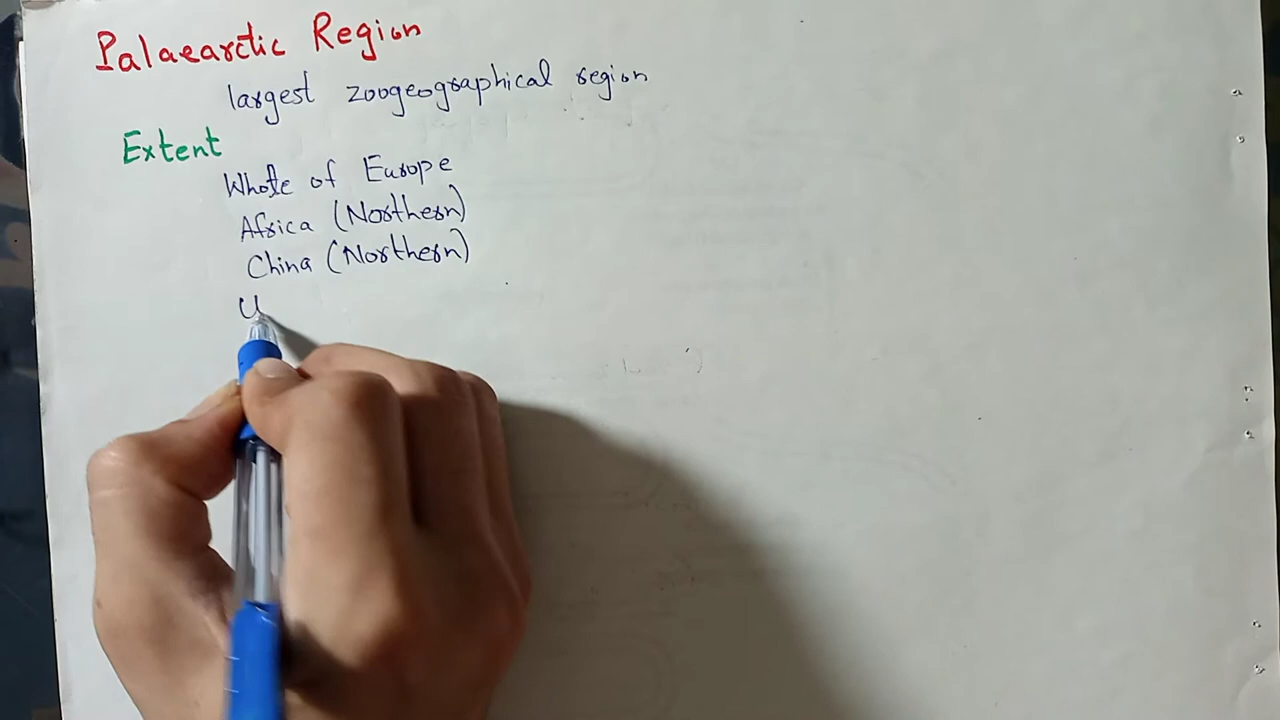 Palaearctic Region
largest zoogeographical region
Extent
Whole of Europe
Africa (Northern)
China (Northern)
U